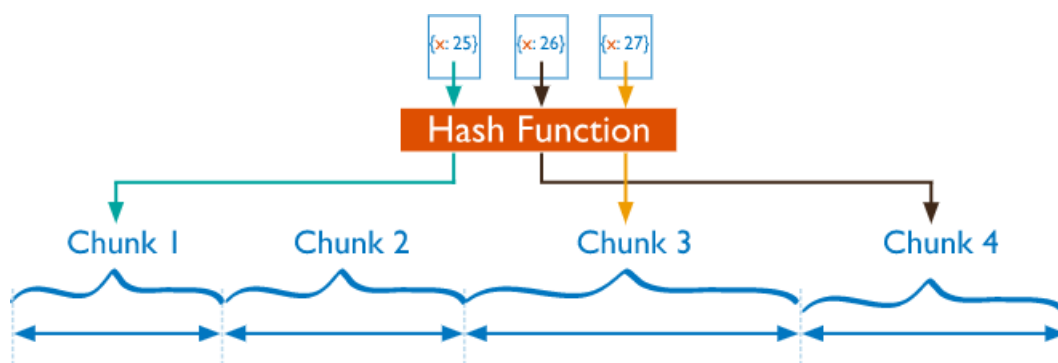 {x: 25} {x: 26} {x: 27}
Hash Function
Chunk 1 Chunk 2 Chunk 3 Chunk 4